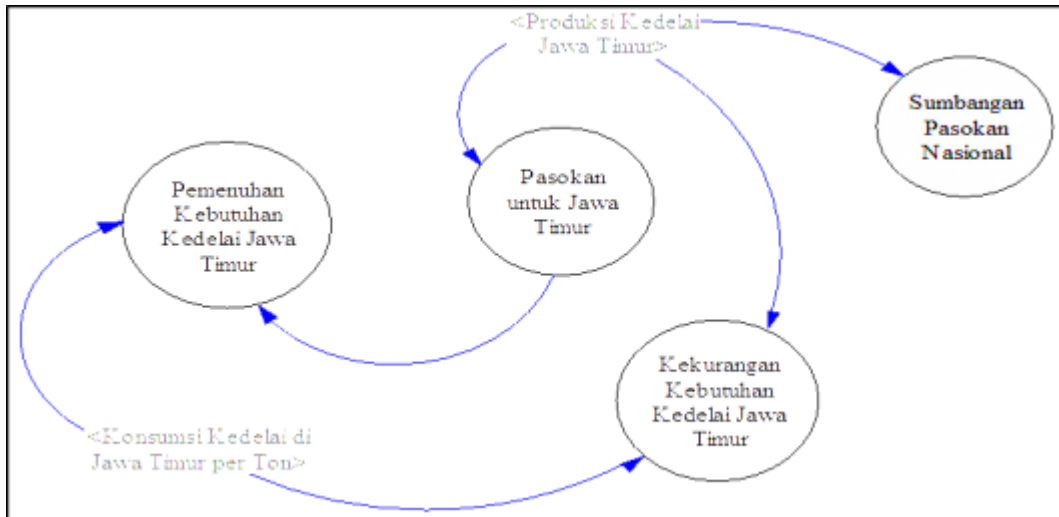 <Produksi Kedelai
Jawa Timur>
Sumbangan
Pasokan
Nasional
Pasokan
untuk Jawa
Timur
Pemenuhan
Kebutuhan
Kedelai Jawa
Timur
Kekurangan
Kebutuhan
Kedelai Jawa
Timur
<Konsumsi Kedelai di
Jawa Timur per Ton>